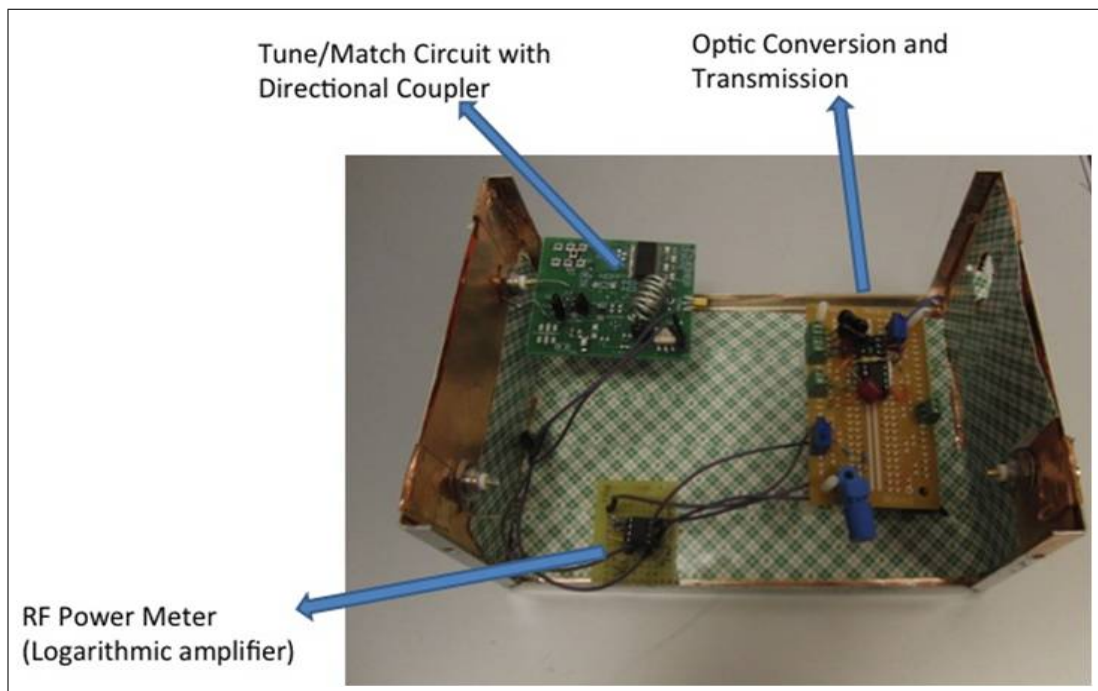 Tune/Match Circuit with
Directional Coupler
Optic Conversion and
Transmission
RF Power Meter
(Logarithmic amplifier)